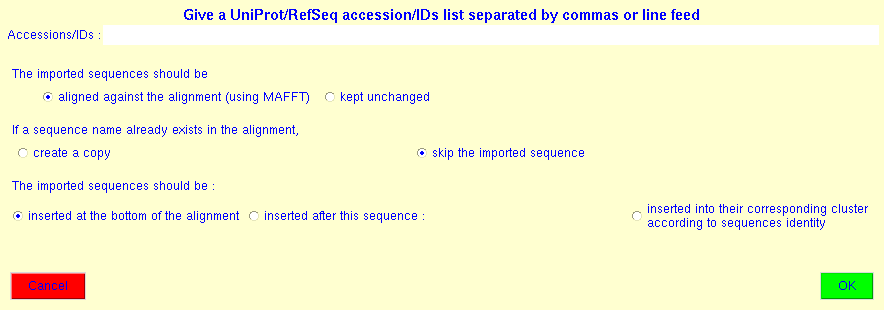 Give a UniProt/RefSeq accession/IDs list separated by commas or line feed
Accessions/IDs :
The imported sequences should be
aligned against the alignment (using MAFFT) kept unchanged
If a sequence name already exists in the alignment,
create a copy skip the imported sequence
The imported sequences should be :
inserted at the bottom of the alignment inserted after this sequence : inserted into their corresponding cluster
according to sequences identity
Cancel OK